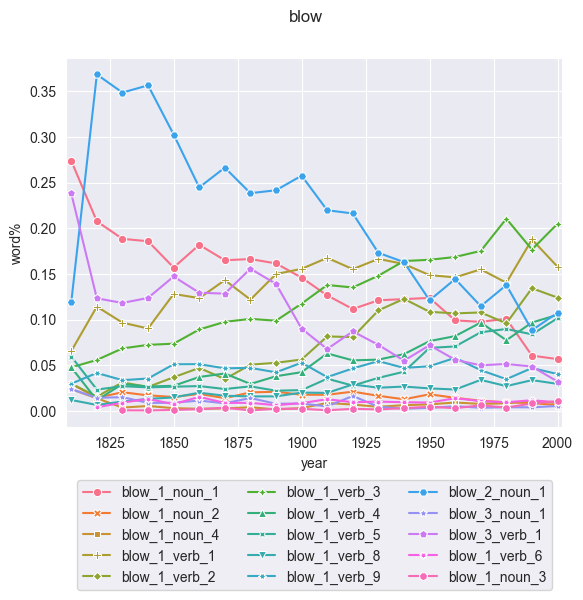 blow
0.35
0.30
0.25
0.20
0.15
0.10
0.05
0.00
word%
1825 1850 1875 1900 1925 1950 1975 2000
year
blow_1_noun_1 blow_1_verb_3 blow_2_noun_1
blow_1_noun_2 blow_1_verb_4 blow_3_noun_1
blow_1_noun_4 blow_1_verb_5 blow_3_verb_1
blow_1_verb_1 blow_1_verb_8 blow_1_verb_6
blow_1_verb_2 blow_1_verb_9 blow_1_noun_3